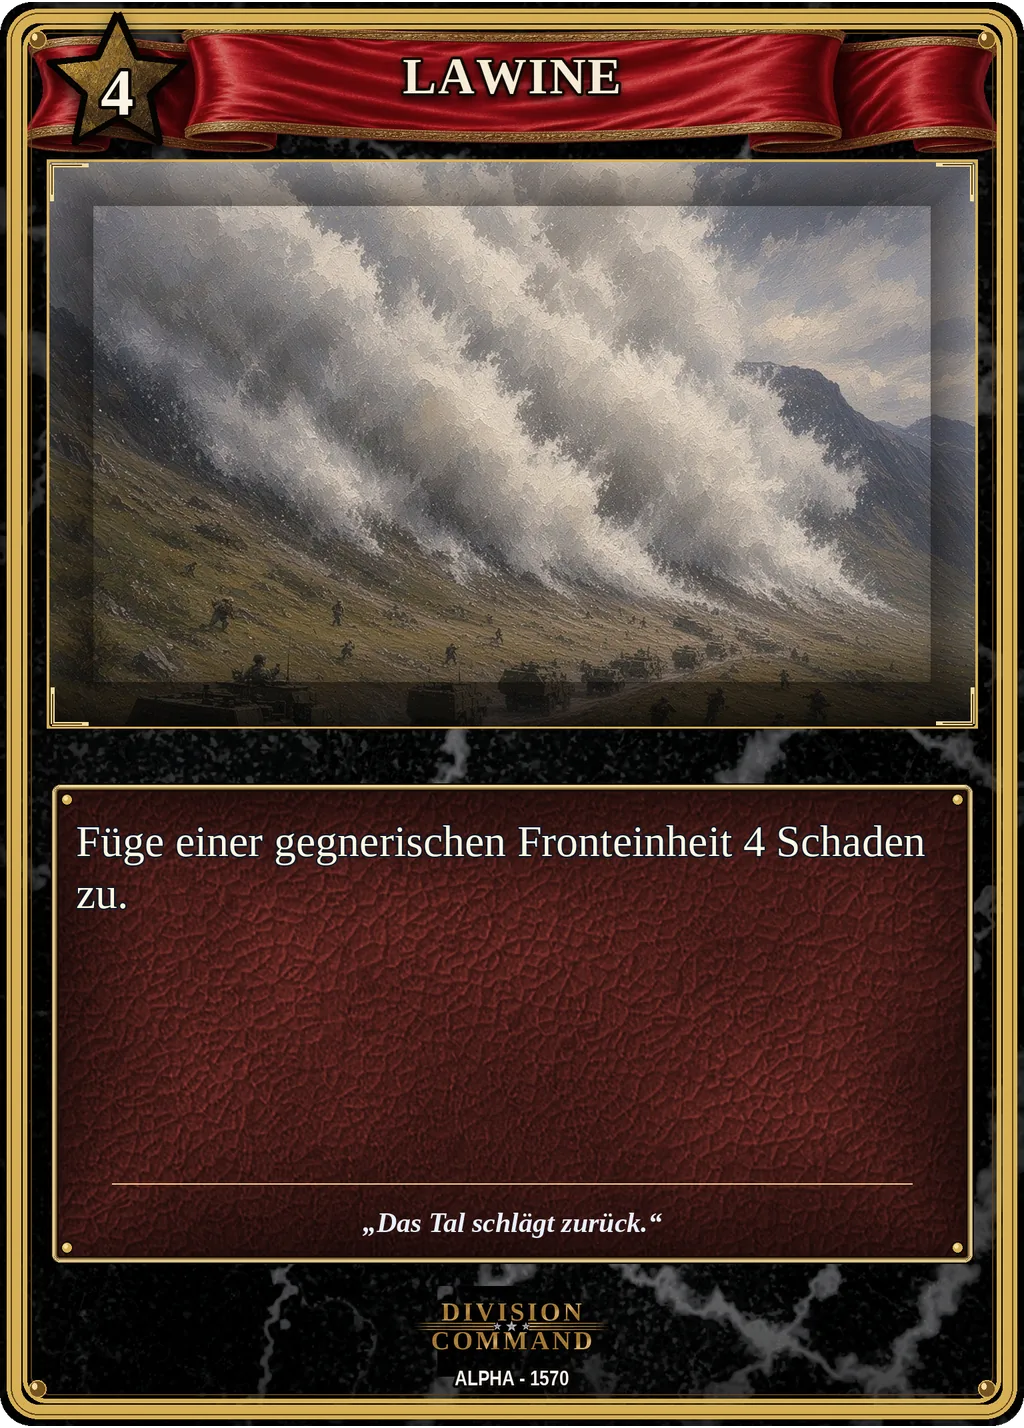 4
LAWINE
Füge einer gegnerischen Fronteinheit 4 Schaden
zu.
„Das Tal schlägt zurück.“
DIVISION
COMMAND
ALPHA - 1570